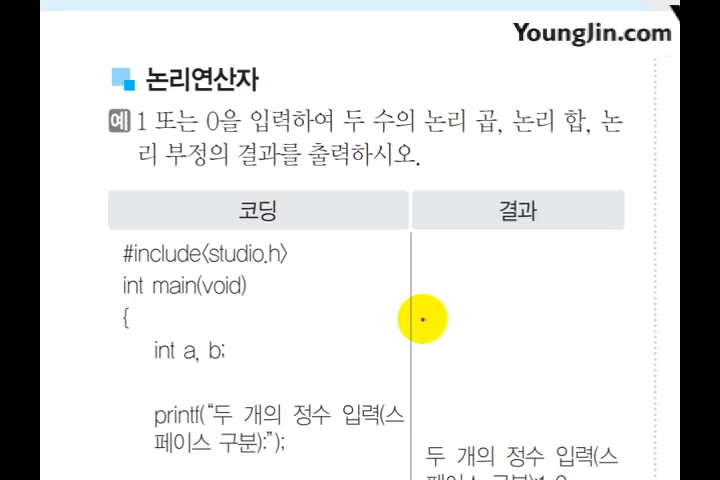 YoungJin.com
논리연산자
예 1 또는 0을 입력하여 두 수의 논리 곱, 논리 합, 논
리 부정의 결과를 출력하시오.
코딩 결과
#include<studio.h>
int main(void)
{
int a, b;
printf("두 개의 정수 입력(스
페이스 구분):");
두 개의 정수 입력(스